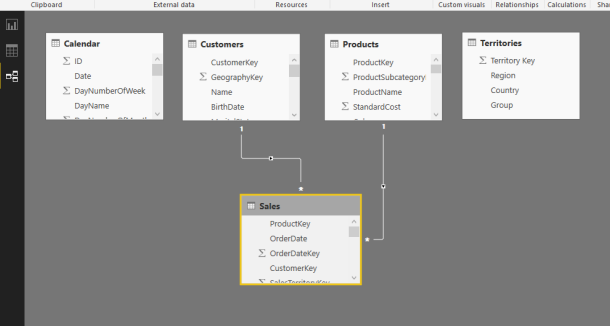 Clipboard External data Resources Insert Custom visuals Relationships Calculations
Calendar
ID
Date
DayNumberOfWeek
DayName
Customers
CustomerKey
GeographyKey
Name
BirthDate
Products
ProductKey
ProductSubcategory
ProductName
StandardCost
Territories
Territory Key
Region
Country
Group
1
1
*
*
Sales
ProductKey
OrderDate
OrderDateKey
CustomerKey
SalesTerritoryKey